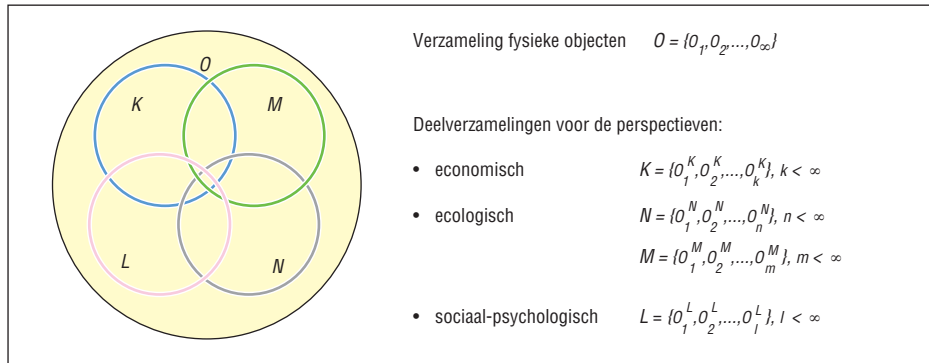 O
K M
L N
Verzameling fysieke objecten O = {O₁,O₂,...,O∞}
Deelverzamelingen voor de perspectieven:
• economisch K = {O₁ᴷ,O₂ᴷ,...,Oₖᴷ}, k < ∞
• ecologisch N = {O₁ᴺ,O₂ᴺ,...,Oₙᴺ}, n < ∞
M = {O₁ᴹ,O₂ᴹ,...,Oₘᴹ}, m < ∞
• sociaal-psychologisch L = {O₁ᴸ,O₂ᴸ,...,Oₗᴸ}, l < ∞